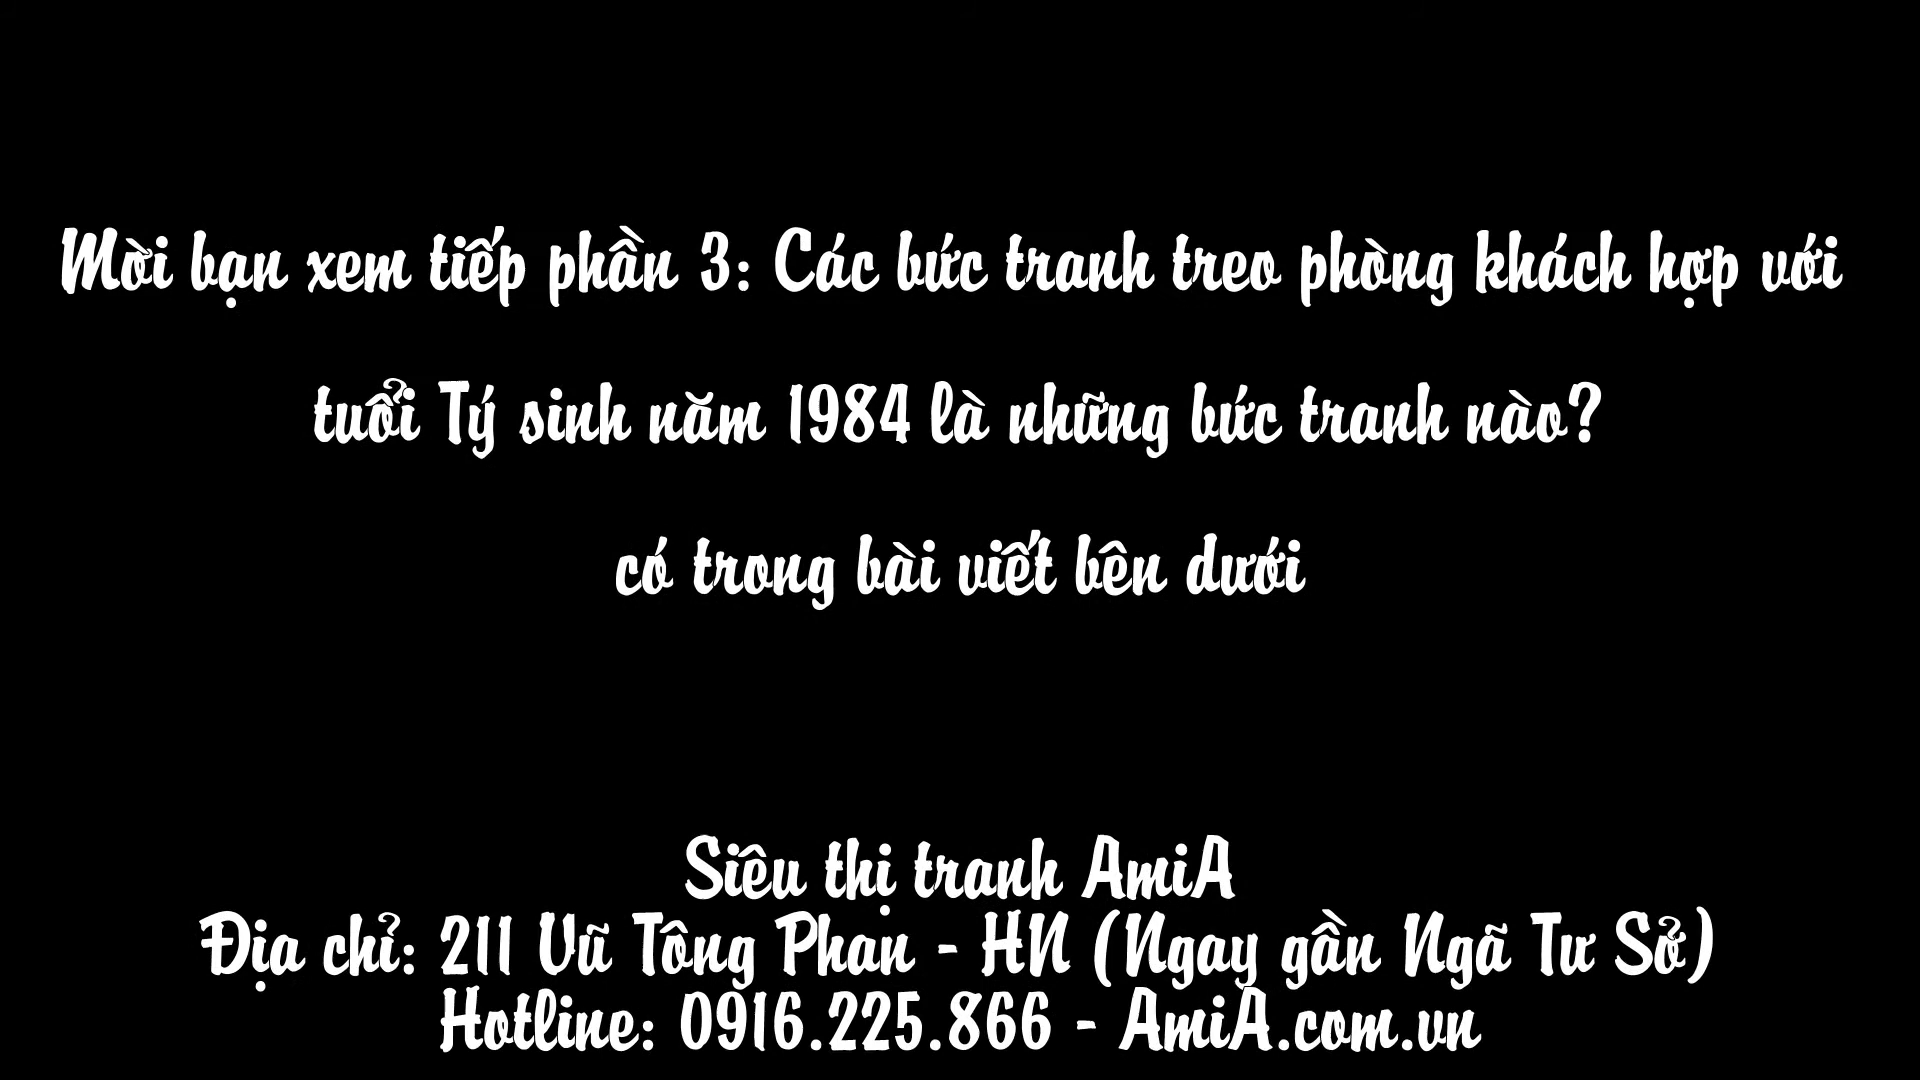 Mời bạn xem tiếp phần 3: Các bức tranh treo phòng khách hợp với
tuổi Tý sinh năm 1984 là những bức tranh nào?
có trong bài viết bên dưới
Siêu thị tranh AmiA
Địa chỉ: 211 Vũ Tông Phan - HN (Ngay gần Ngã Tư Sở)
Hotline: 0916.225.866 - AmiA.com.vn